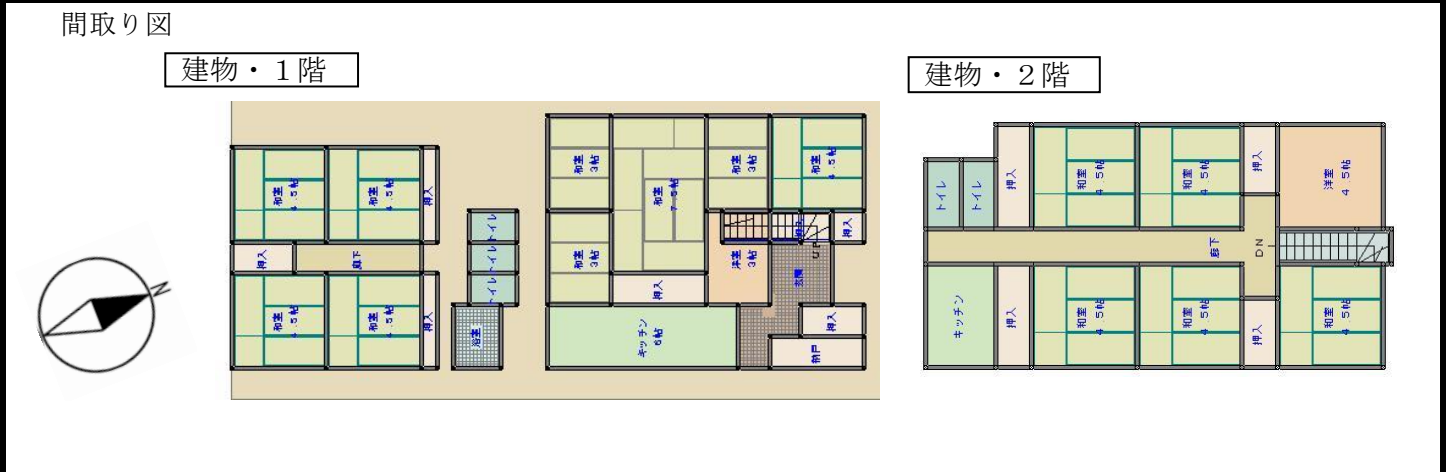 間取り図
建物・１階
建物・２階
和室
４.５帖
和室
４.５帖
押入
押入
廊下
和室
４.５帖
和室
４.５帖
押入
トイレ
トイレ
トイレ
浴室
和室
３帖
和室
７.５帖
和室
３帖
和室
４.５帖
和室
３帖
押入
洋室
３帖
押入
押入
UP
玄関
キッチン
６帖
押入
納戸
N
トイレ
トイレ
押入
和室
４.５帖
和室
４.５帖
押入
洋室
４.５帖
廊下
DN
キッチン
押入
和室
４.５帖
和室
４.５帖
押入
和室
４.５帖